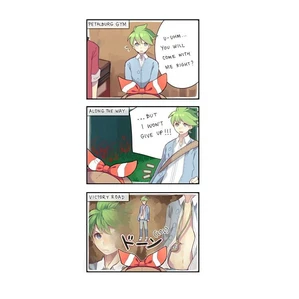 PETALBURG GYM
U-UMM...
YOU WILL
COME WITH
ME RIGHT?
ALONG THE WAY.
...BUT
I WON'T
GIVE UP!!!
VICTORY ROAD
ドーン